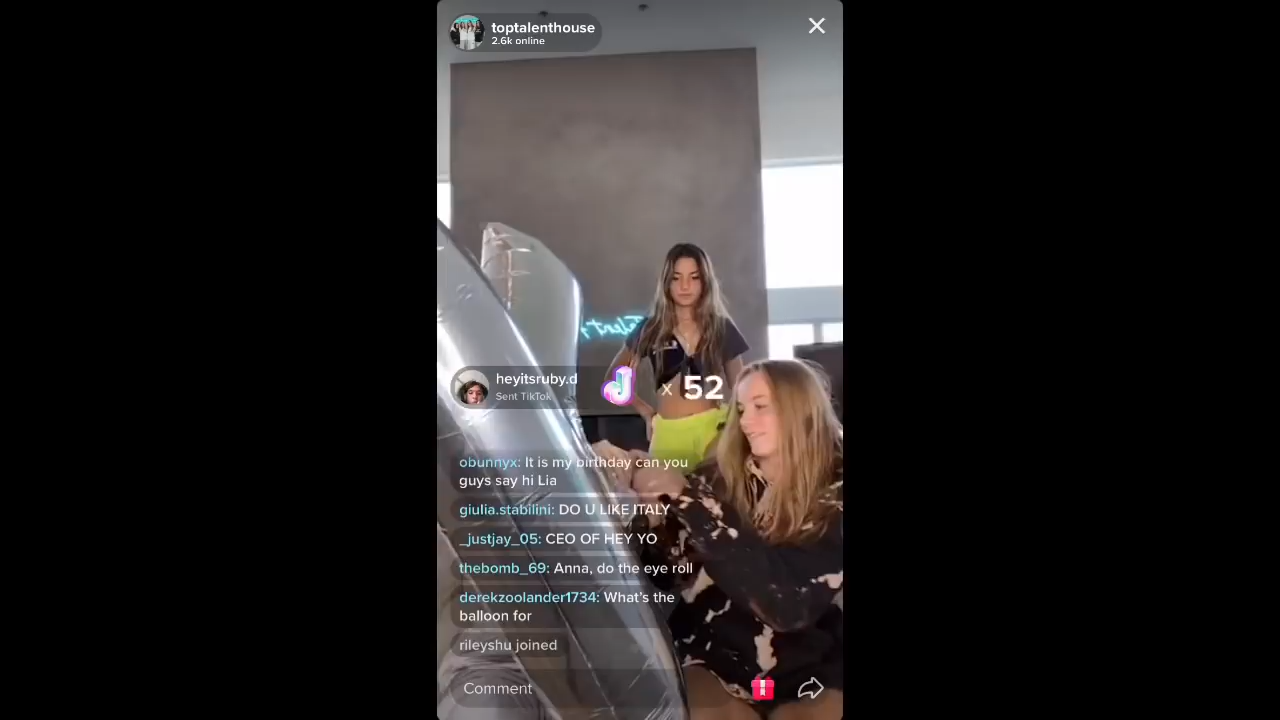 toptalenthouse
2.6k online
heyitsruby.d
Sent TikTok
x 52
obunnyx: It is my birthday can you
guys say hi Lia
giulia.stabilini: DO U LIKE ITALY
_justjay_05: CEO OF HEY YO
thebomb_69: Anna, do the eye roll
derekzoolander1734: What's the
balloon for
rileyshu joined
Comment